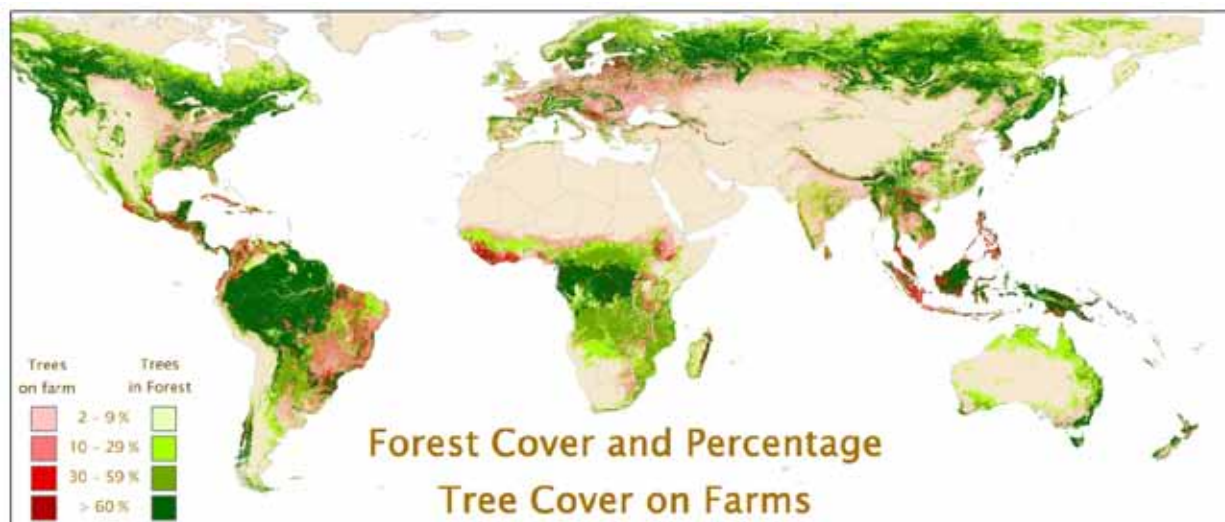 Trees Trees
on farm in Forest
2 - 9 %
10 - 29 %
30 - 59 %
> 60 %
Forest Cover and Percentage
Tree Cover on Farms